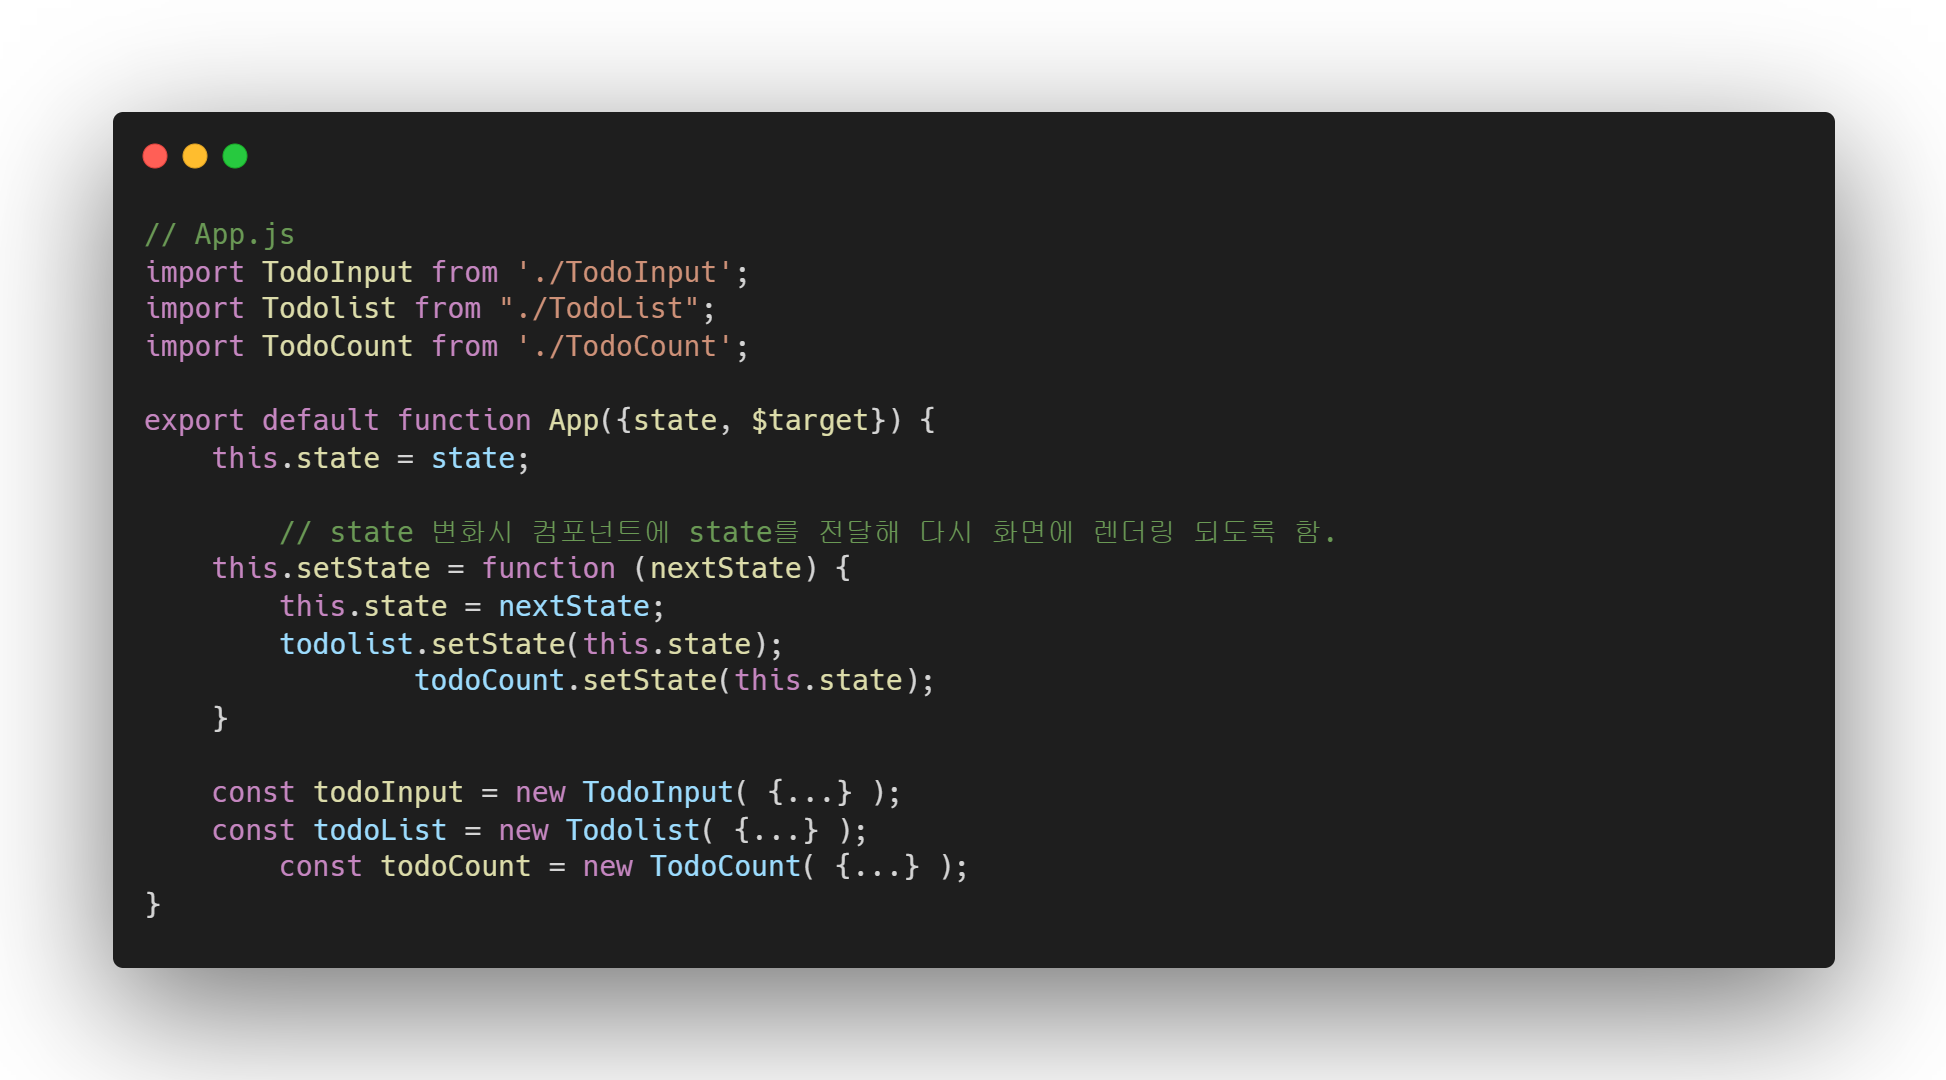 // App.js
import TodoInput from './TodoInput';
import Todolist from "./TodoList";
import TodoCount from './TodoCount';
export default function App({state, $target}) {
    this.state = state;
        // state 변화시 컴포넌트에 state를 전달해 다시 화면에 렌더링 되도록 함.
    this.setState = function (nextState) {
        this.state = nextState;
        todolist.setState(this.state);
                todoCount.setState(this.state);
    }
    const todoInput = new TodoInput( {...} );
    const todoList = new Todolist( {...} );
        const todoCount = new TodoCount( {...} );
}